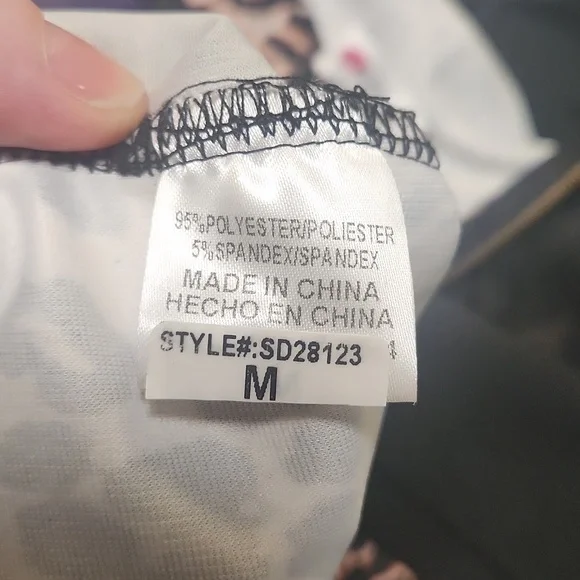 95%POLYESTER/POLIESTER
5%SPANDEX/SPANDEX
MADE IN CHINA
HECHO EN CHINA
STYLE#:SD28123
M